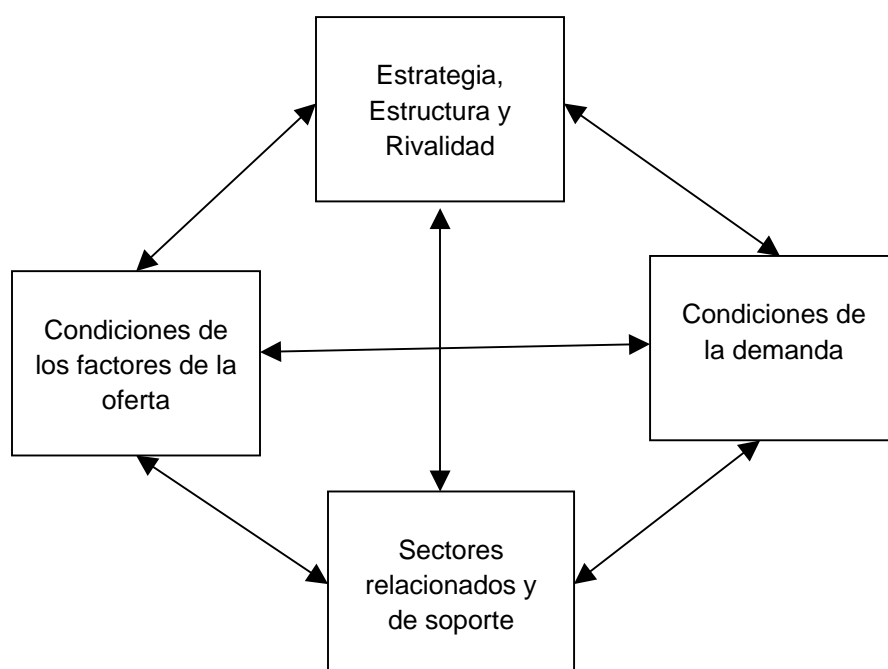 Estrategia,
Estructura y
Rivalidad
Condiciones de
los factores de la
oferta
Condiciones de
la demanda
Sectores
relacionados y
de soporte